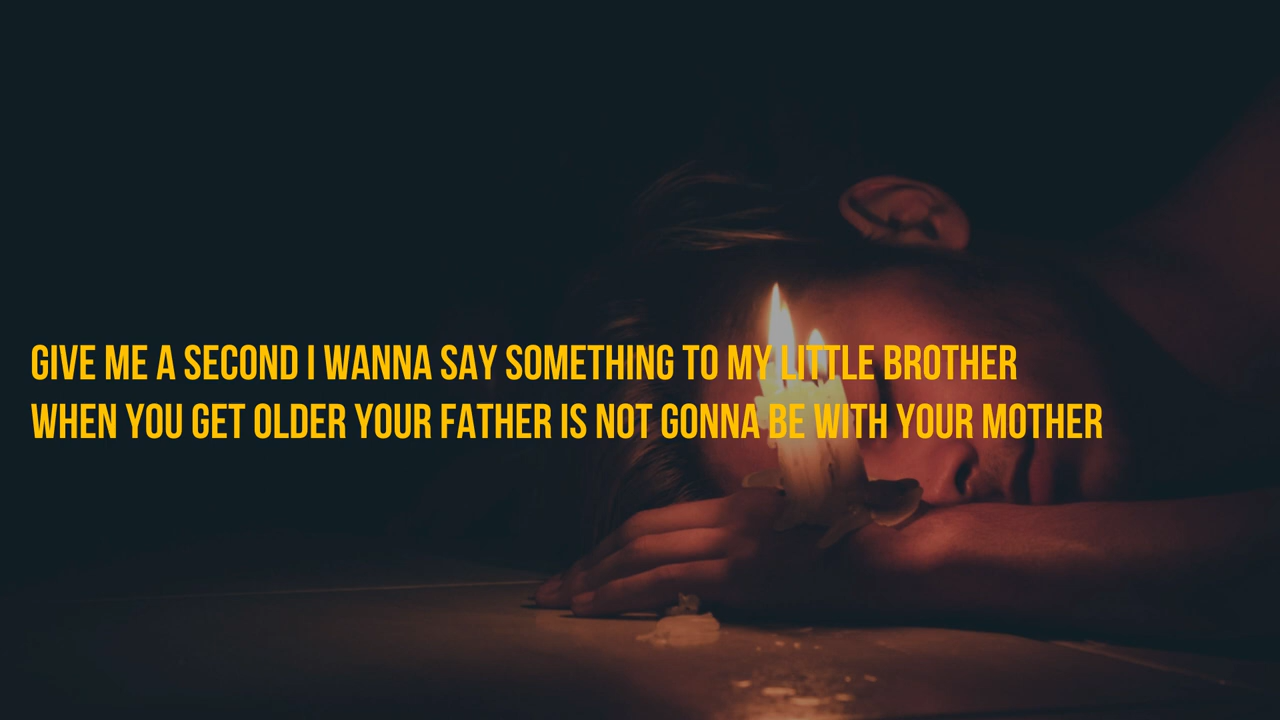 GIVE ME A SECOND I WANNA SAY SOMETHING TO MY LITTLE BROTHER
WHEN YOU GET OLDER YOUR FATHER IS NOT GONNA BE WITH YOUR MOTHER